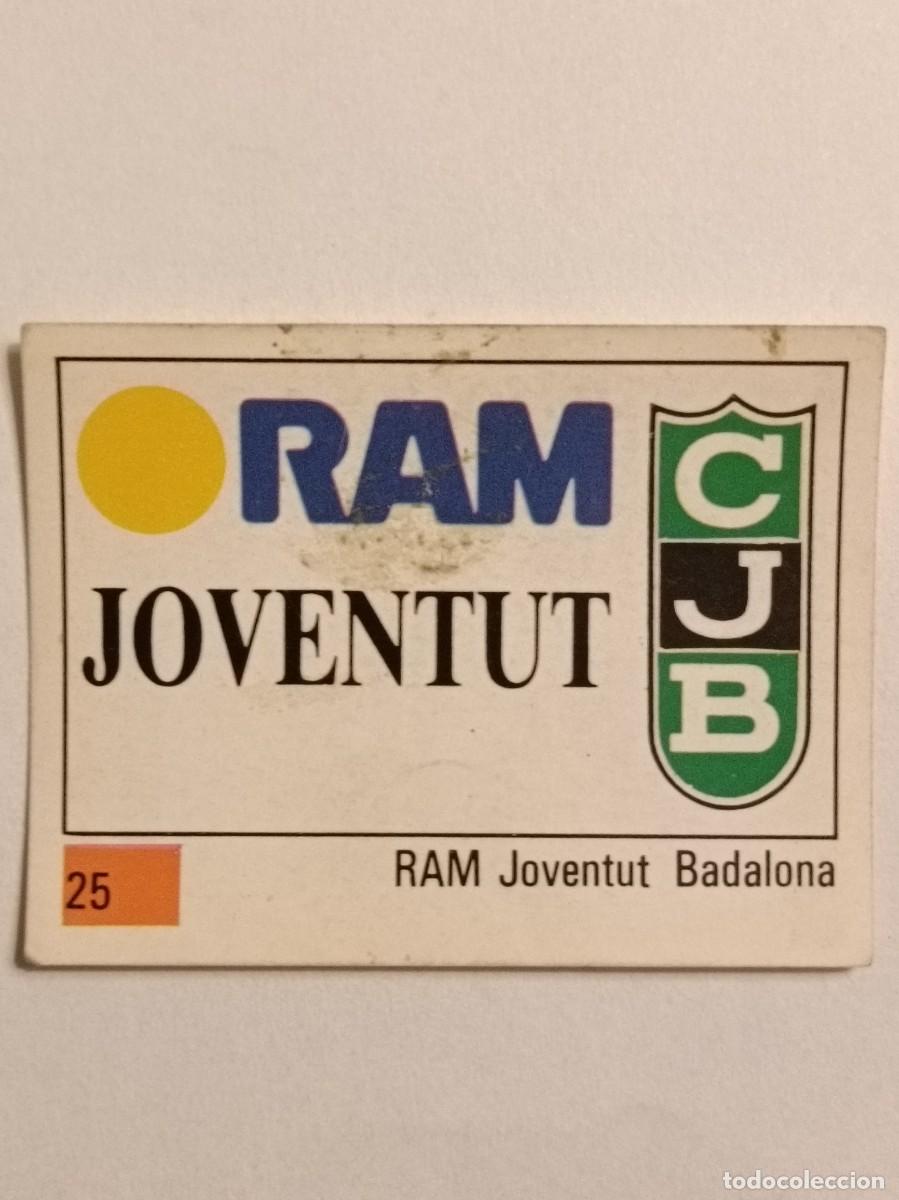 RAM
JOVENTUT
C
J
B
25
RAM Joventut Badalona
todocoleccion